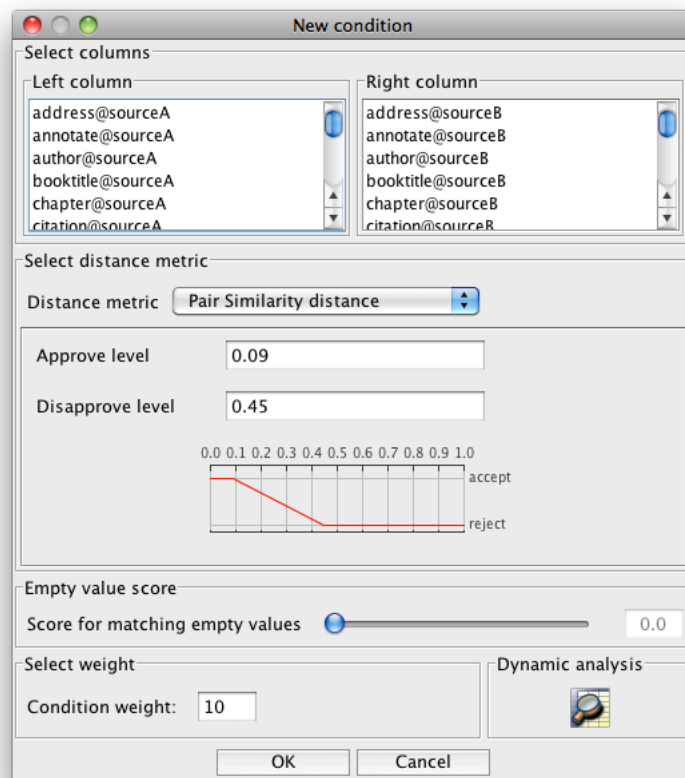 New condition
Select columns
Left column
Right column
address@sourceA
annotate@sourceA
author@sourceA
booktitle@sourceA
chapter@sourceA
citation@sourceA
address@sourceB
annotate@sourceB
author@sourceB
booktitle@sourceB
chapter@sourceB
citation@sourceB
Select distance metric
Distance metric Pair Similarity distance
Approve level 0.09
Disapprove level 0.45
0.0 0.1 0.2 0.3 0.4 0.5 0.6 0.7 0.8 0.9 1.0
accept
reject
Empty value score
Score for matching empty values 0.0
Select weight
Condition weight: 10
Dynamic analysis
OK Cancel